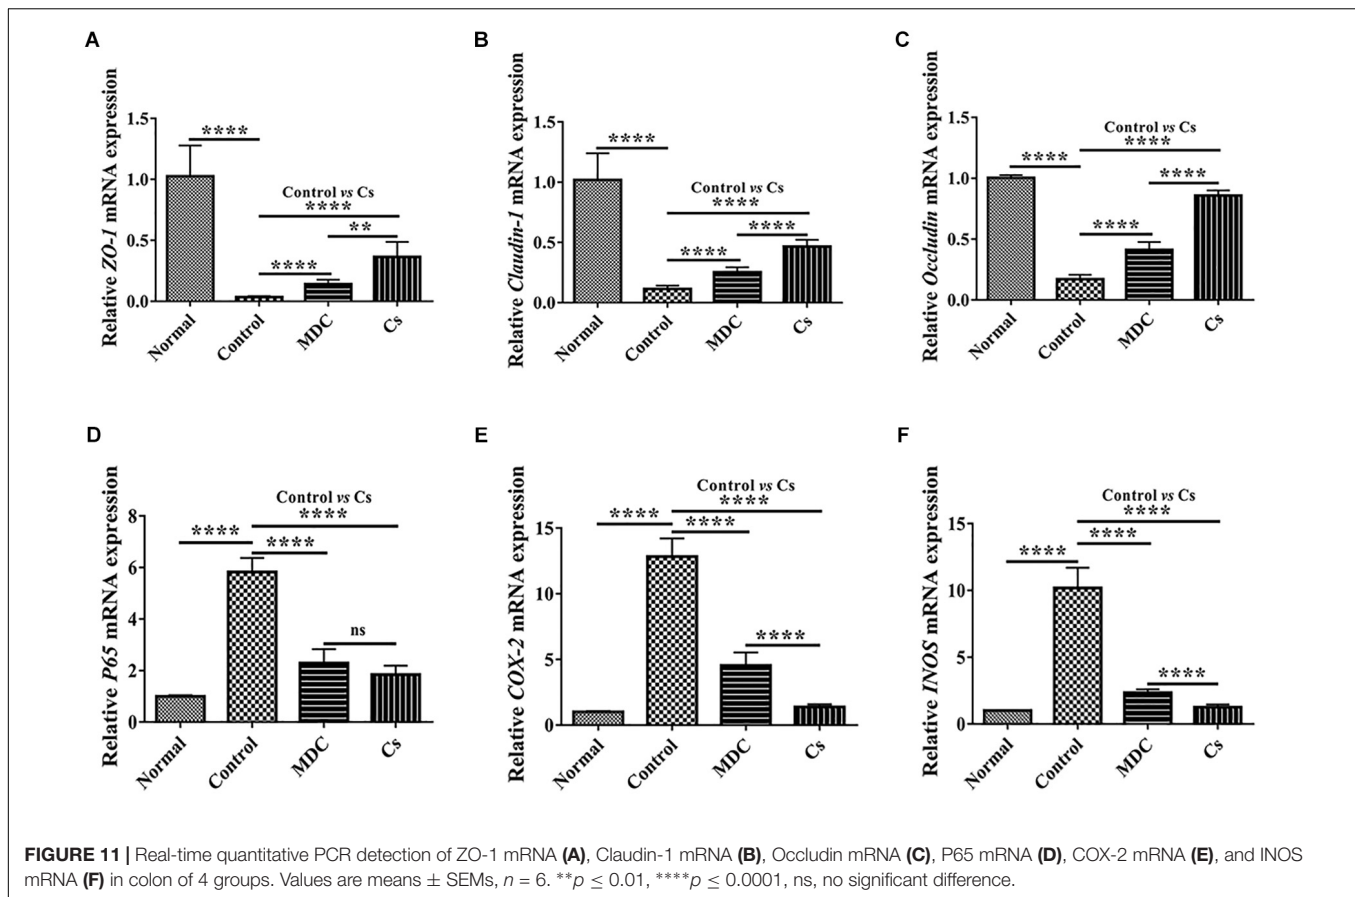 A
Relative ZO-1 mRNA expression
1.5
1.0
0.5
0.0
****
Control vs Cs
****
**
****
Normal
Control
MDC
Cs
B
Relative Claudin-1 mRNA expression
1.5
1.0
0.5
0.0
****
Control vs Cs
****
****
****
Normal
Control
MDC
Cs
C
Relative Occludin mRNA expression
1.5
1.0
0.5
0.0
Control vs Cs
****
****
****
****
Normal
Control
MDC
Cs
D
Relative P65 mRNA expression
8
6
4
2
0
Control vs Cs
****
****
****
ns
Normal
Control
MDC
Cs
E
Relative COX-2 mRNA expression
15
10
5
0
Control vs Cs
****
****
****
****
Normal
Control
MDC
Cs
F
Relative INOS mRNA expression
15
10
5
0
Control vs Cs
****
****
****
****
Normal
Control
MDC
Cs
FIGURE 11 | Real-time quantitative PCR detection of ZO-1 mRNA (A), Claudin-1 mRNA (B), Occludin mRNA (C), P65 mRNA (D), COX-2 mRNA (E), and INOS
mRNA (F) in colon of 4 groups. Values are means ± SEMs, n = 6. **p ≤ 0.01, ****p ≤ 0.0001, ns, no significant difference.